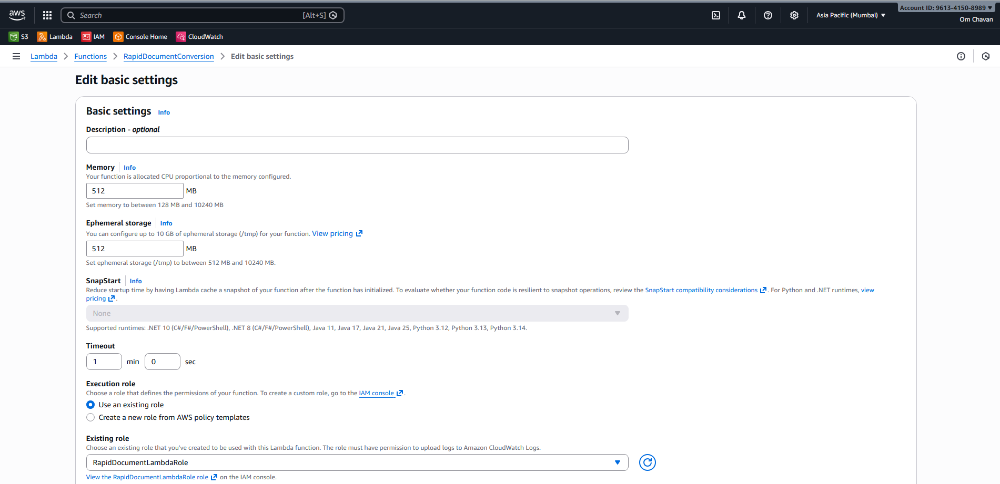 aws
Search [Alt+S]
Asia Pacific (Mumbai) ▼
Account ID: 9613-4150-8989 ▼
Om Chavan
S3 Lambda IAM Console Home CloudWatch
Lambda > Functions > RapidDocumentConversion > Edit basic settings
Edit basic settings
Basic settings Info
Description - optional
Memory Info
Your function is allocated CPU proportional to the memory configured.
512 MB
Set memory to between 128 MB and 10240 MB
Ephemeral storage Info
You can configure up to 10 GB of ephemeral storage (/tmp) for your function. View pricing
512 MB
Set ephemeral storage (/tmp) to between 512 MB and 10240 MB.
SnapStart Info
Reduce startup time by having Lambda cache a snapshot of your function after the function has initialized. To evaluate whether your function code is resilient to snapshot operations, review the SnapStart compatibility considerations. For Python and .NET runtimes, view
pricing.
None
Supported runtimes: .NET 10 (C#/F#/PowerShell), .NET 8 (C#/F#/PowerShell), Java 11, Java 17, Java 21, Java 25, Python 3.12, Python 3.13, Python 3.14.
Timeout
1 min 0 sec
Execution role
Choose a role that defines the permissions of your function. To create a custom role, go to the IAM console.
Use an existing role
Create a new role from AWS policy templates
Existing role
Choose an existing role that you've created to be used with this Lambda function. The role must have permission to upload logs to Amazon CloudWatch Logs.
RapidDocumentLambdaRole
View the RapidDocumentLambdaRole role on the IAM console.